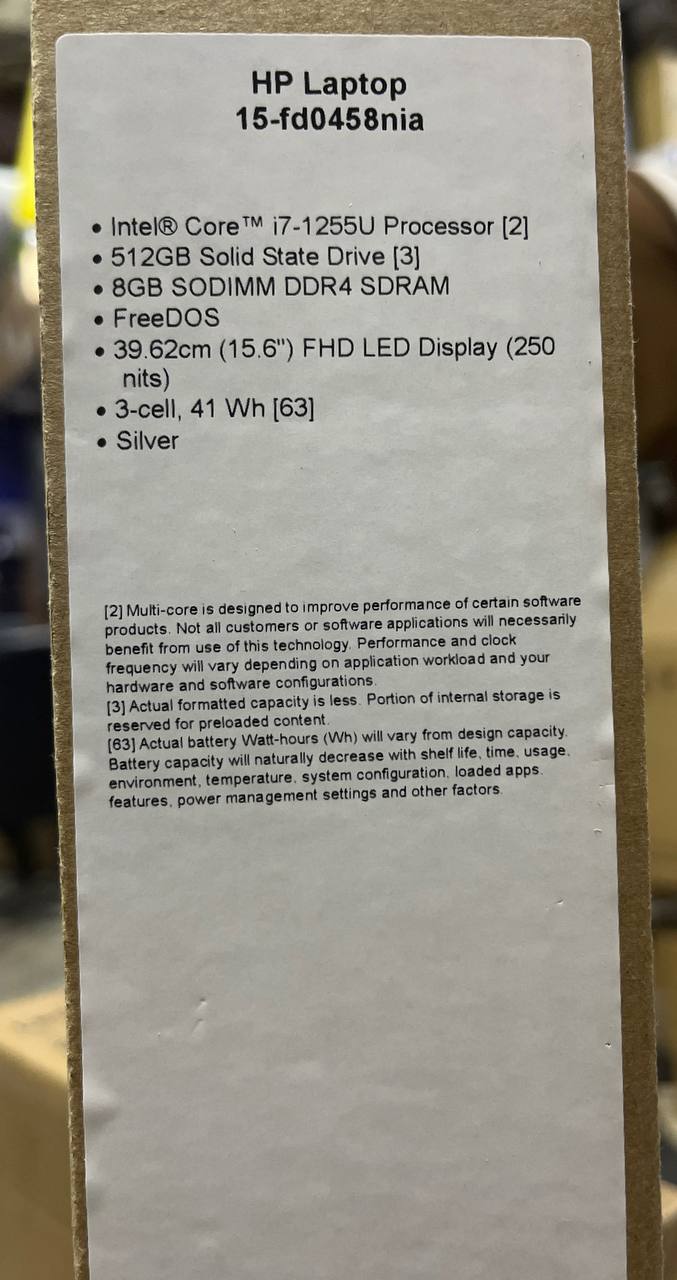 HP Laptop
15-fd0458nia
• Intel® Core™ i7-1255U Processor [2]
• 512GB Solid State Drive [3]
• 8GB SODIMM DDR4 SDRAM
• FreeDOS
• 39.62cm (15.6") FHD LED Display (250
nits)
• 3-cell, 41 Wh [63]
• Silver
[2] Multi-core is designed to improve performance of certain software
products. Not all customers or software applications will necessarily
benefit from use of this technology. Performance and clock
frequency will vary depending on application workload and your
hardware and software configurations.
[3] Actual formatted capacity is less. Portion of internal storage is
reserved for preloaded content.
[63] Actual battery Watt-hours (Wh) will vary from design capacity.
Battery capacity will naturally decrease with shelf life, time, usage,
environment, temperature, system configuration, loaded apps,
features, power management settings and other factors.